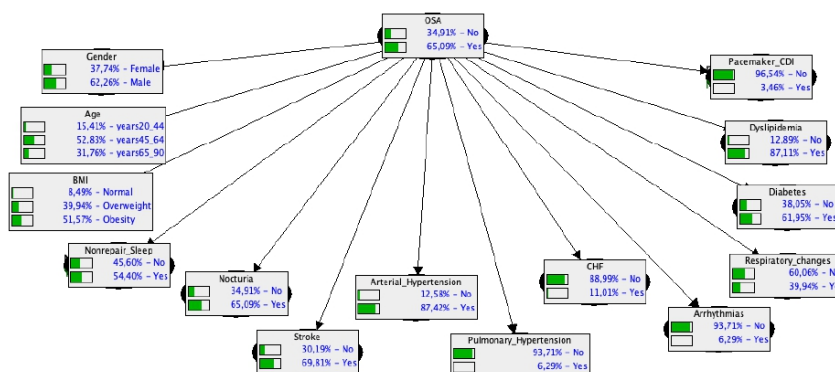 OSA
34,91% - No
65,09% - Yes
Gender
37,74% - Female
62,26% - Male
Pacemaker_CDI
96,54% - No
3,46% - Yes
Age
15,41% - years20_44
52,83% - years45_64
31,76% - years65_90
Dyslipidemia
12,89% - No
87,11% - Yes
BMI
8,49% - Normal
39,94% - Overweight
51,57% - Obesity
Diabetes
38,05% - No
61,95% - Yes
Nonrepair_Sleep
45,60% - No
54,40% - Yes
Nocturia
34,91% - No
65,09% - Yes
Arterial_Hypertension
12,58% - No
87,42% - Yes
CHF
88,99% - No
11,01% - Yes
Respiratory_changes
60,06% - No
39,94% - Ye
Stroke
30,19% - No
69,81% - Yes
Pulmonary_Hypertension
93,71% - No
6,29% - Yes
Arrhythmias
93,71% - No
6,29% - Yes